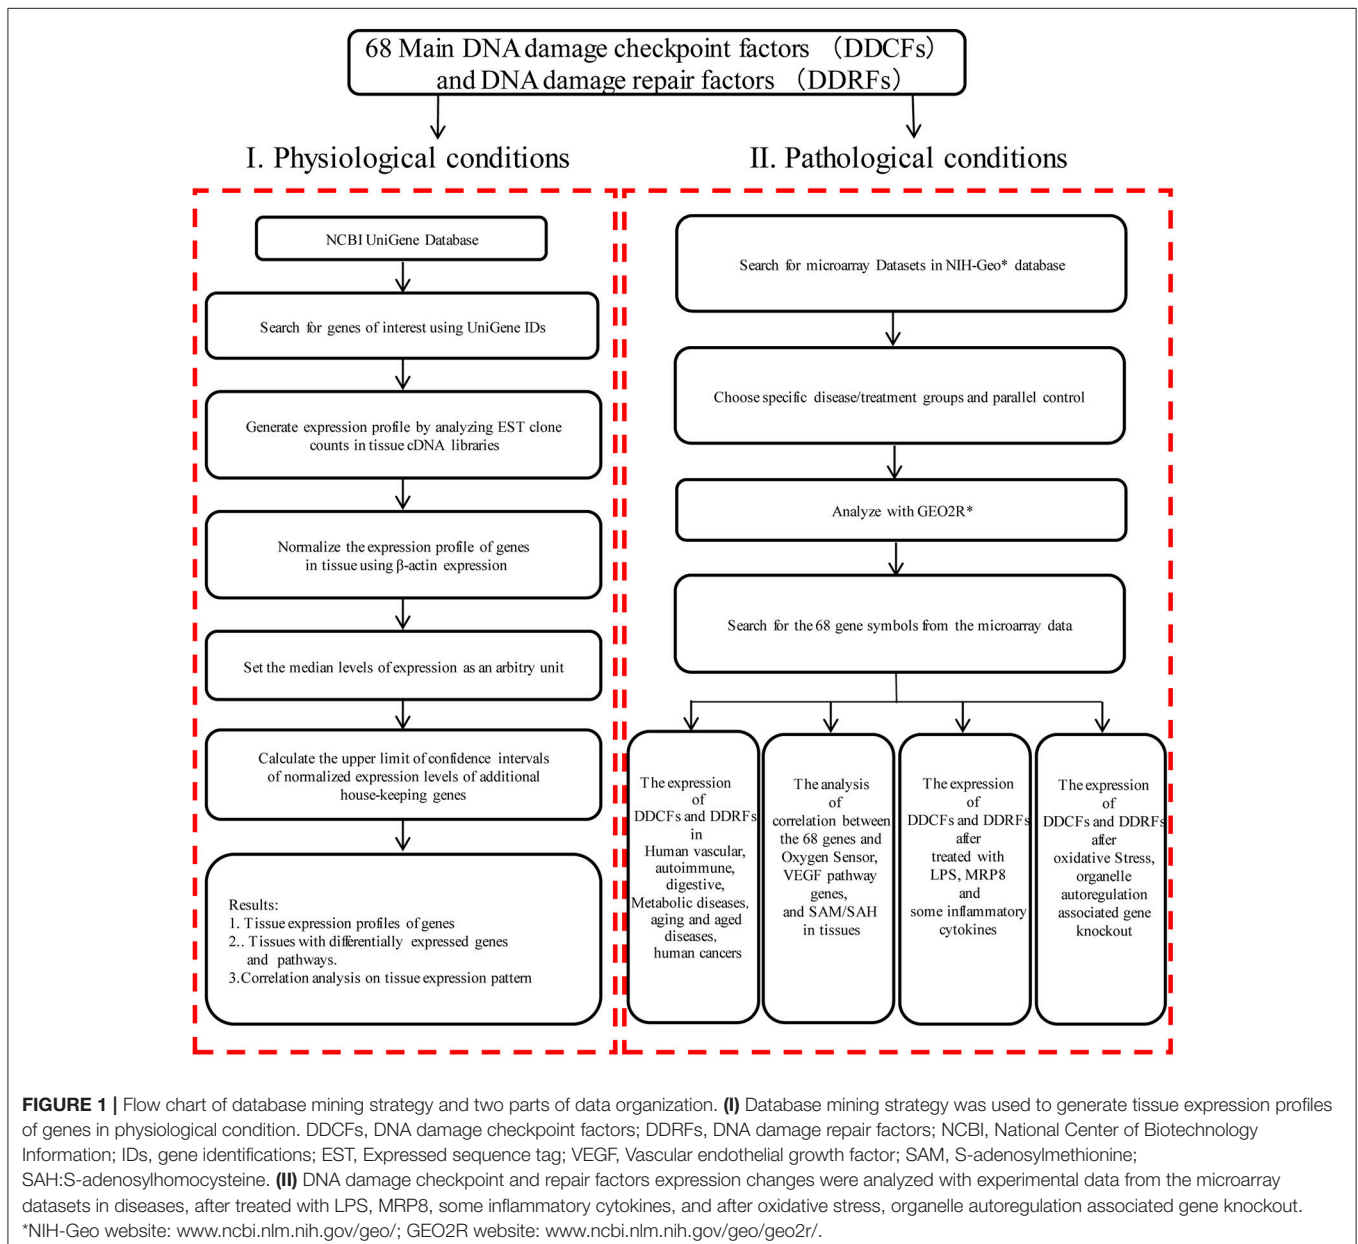 68 Main DNA damage checkpoint factors （DDCFs）
and DNA damage repair factors （DDRFs）
I. Physiological conditions
NCBI UniGene Database
Search for genes of interest using UniGene IDs
Generate expression profile by analyzing EST clone
counts in tissue cDNA libraries
Normalize the expression profile of genes
in tissue using β-actin expression
Set the median levels of expression as an arbitry unit
Calculate the upper limit of confidence intervals
of normalized expression levels of additional
house-keeping genes
Results:
1. Tissue expression profiles of genes
2.. Tissues with differentially expressed genes
and pathways.
3.Correlation analysis on tissue expression pattern
II. Pathological conditions
Search for microarray Datasets in NIH-Geo* database
Choose specific disease/treatment groups and parallel control
Analyze with GEO2R*
Search for the 68 gene symbols from the microarray data
The expression
of
DDCFs and DDRFs
in
Human vascular,
autoimmune,
digestive,
Metabolic diseases,
aging and aged
diseases,
human cancers
The analysis
of
correlation between
the 68 genes and
Oxygen Sensor,
VEGF pathway
genes,
and SAM/SAH
in tissues
The expression
of
DDCFs and DDRFs
after
treated with
LPS, MRP8
and
some inflammatory
cytokines
The expression
of
DDCFs and DDRFs
after
oxidative Stress,
organelle
autoregulation
associated gene
knockout
FIGURE 1 | Flow chart of database mining strategy and two parts of data organization. (I) Database mining strategy was used to generate tissue expression profiles
of genes in physiological condition. DDCFs, DNA damage checkpoint factors; DDRFs, DNA damage repair factors; NCBI, National Center of Biotechnology
Information; IDs, gene identifications; EST, Expressed sequence tag; VEGF, Vascular endothelial growth factor; SAM, S-adenosylmethionine;
SAH:S-adenosylhomocysteine. (II) DNA damage checkpoint and repair factors expression changes were analyzed with experimental data from the microarray
datasets in diseases, after treated with LPS, MRP8, some inflammatory cytokines, and after oxidative stress, organelle autoregulation associated gene knockout.
*NIH-Geo website: www.ncbi.nlm.nih.gov/geo/; GEO2R website: www.ncbi.nlm.nih.gov/geo/geo2r/.